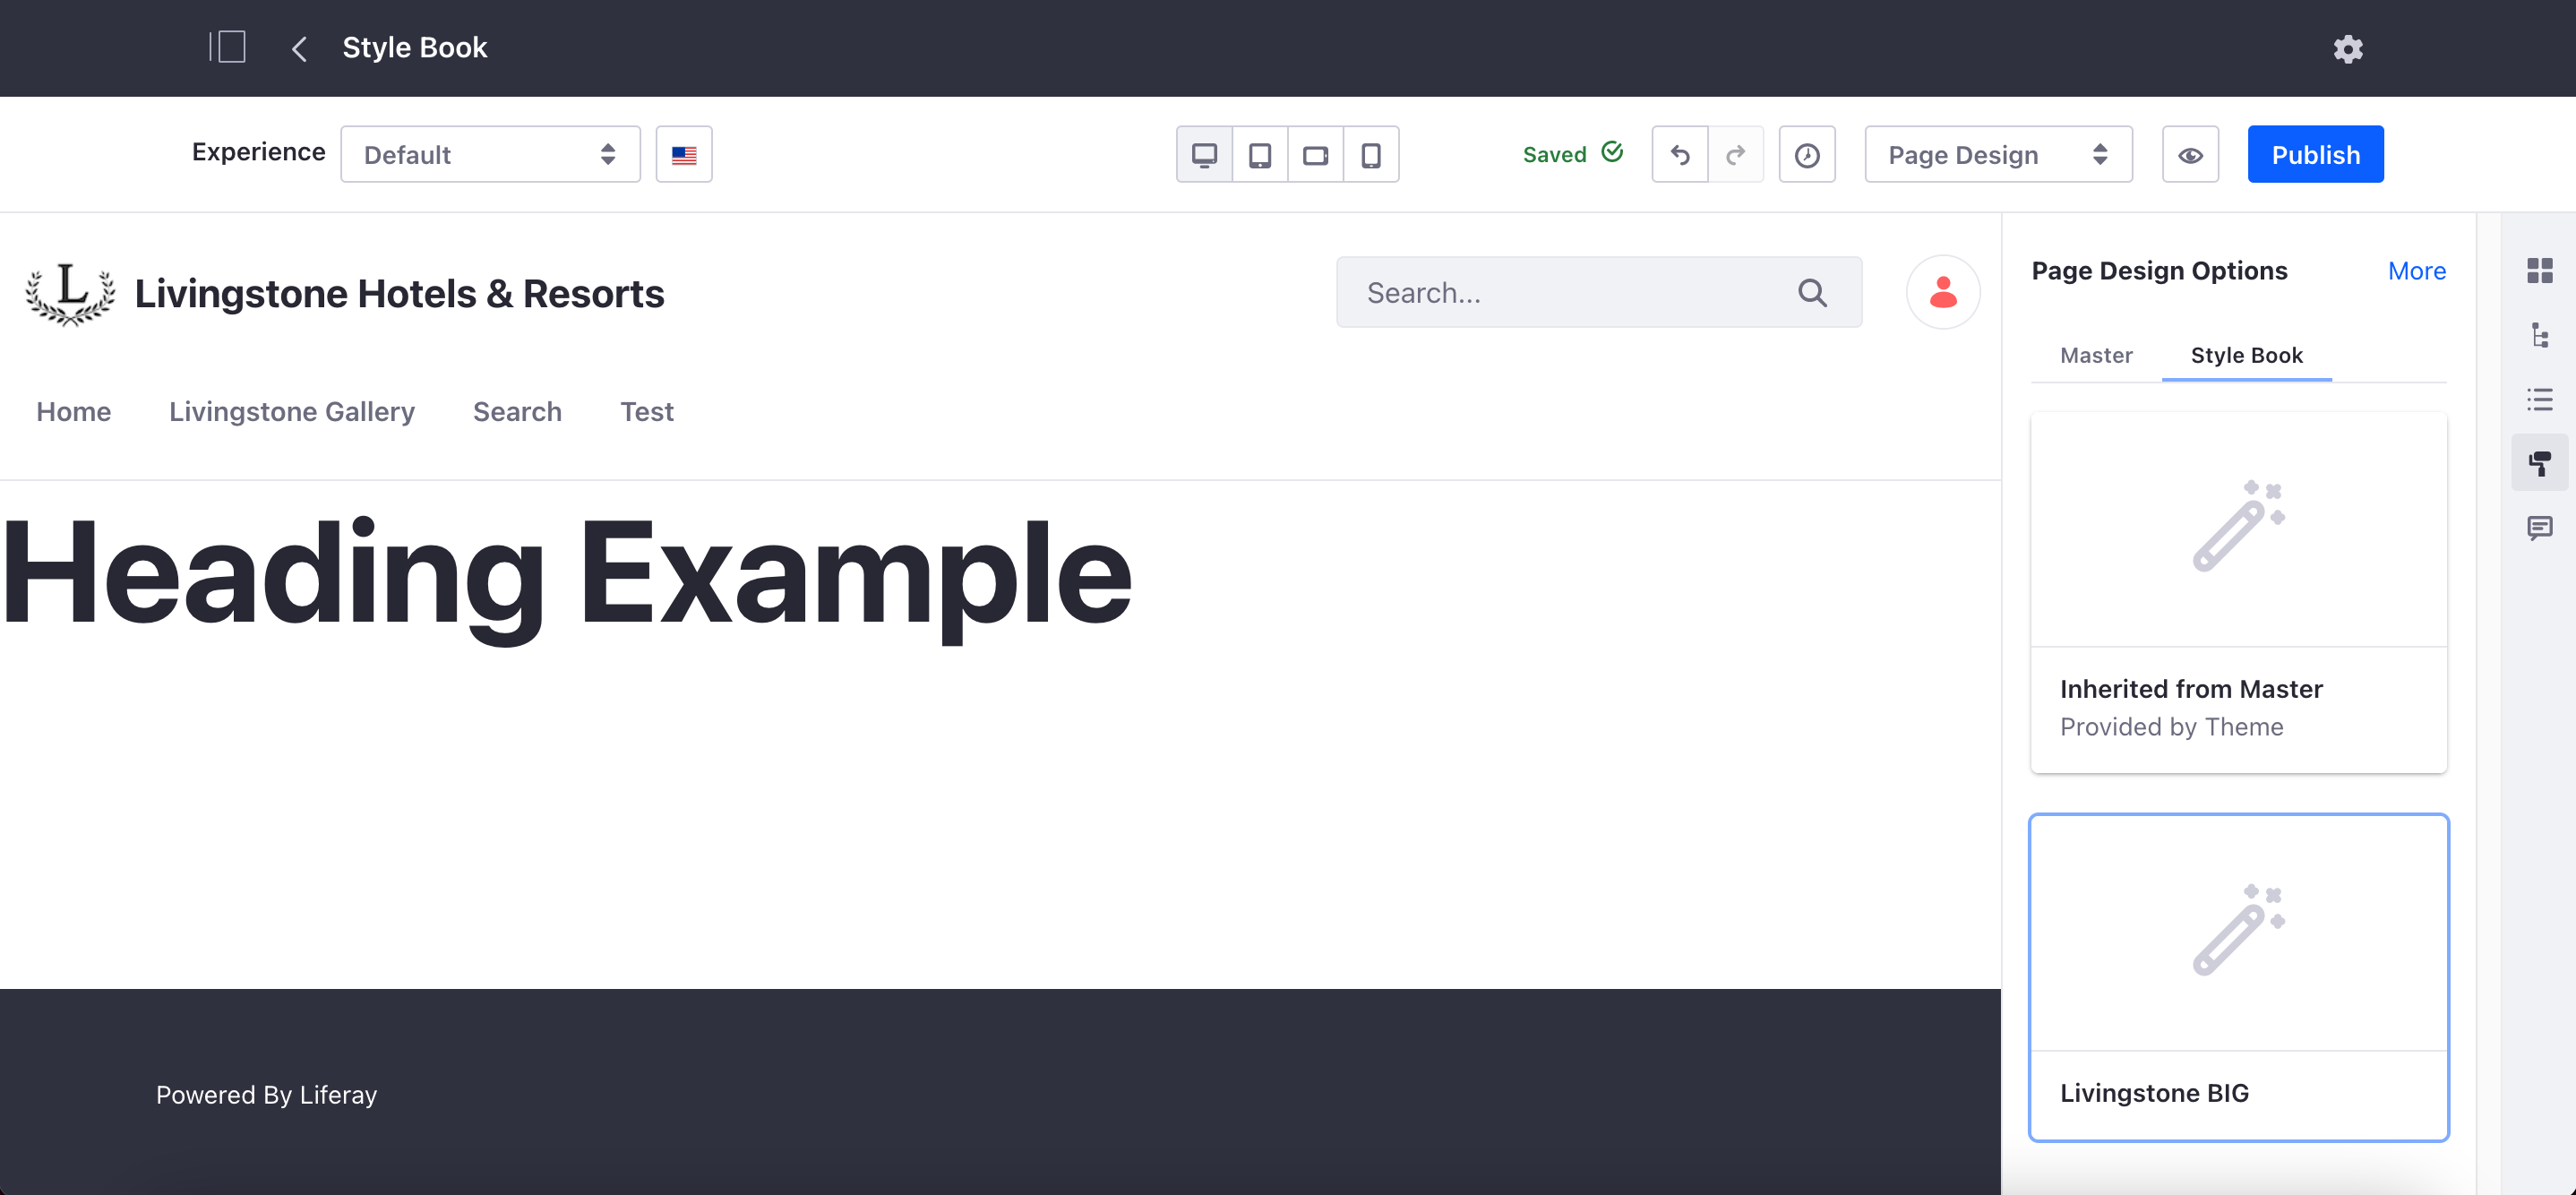 Style Book
Experience Default Saved Page Design Publish
L Livingstone Hotels & Resorts Search...
Home Livingstone Gallery Search Test
Heading Example
Powered By Liferay
Page Design Options More
Master Style Book
Inherited from Master
Provided by Theme
Livingstone BIG